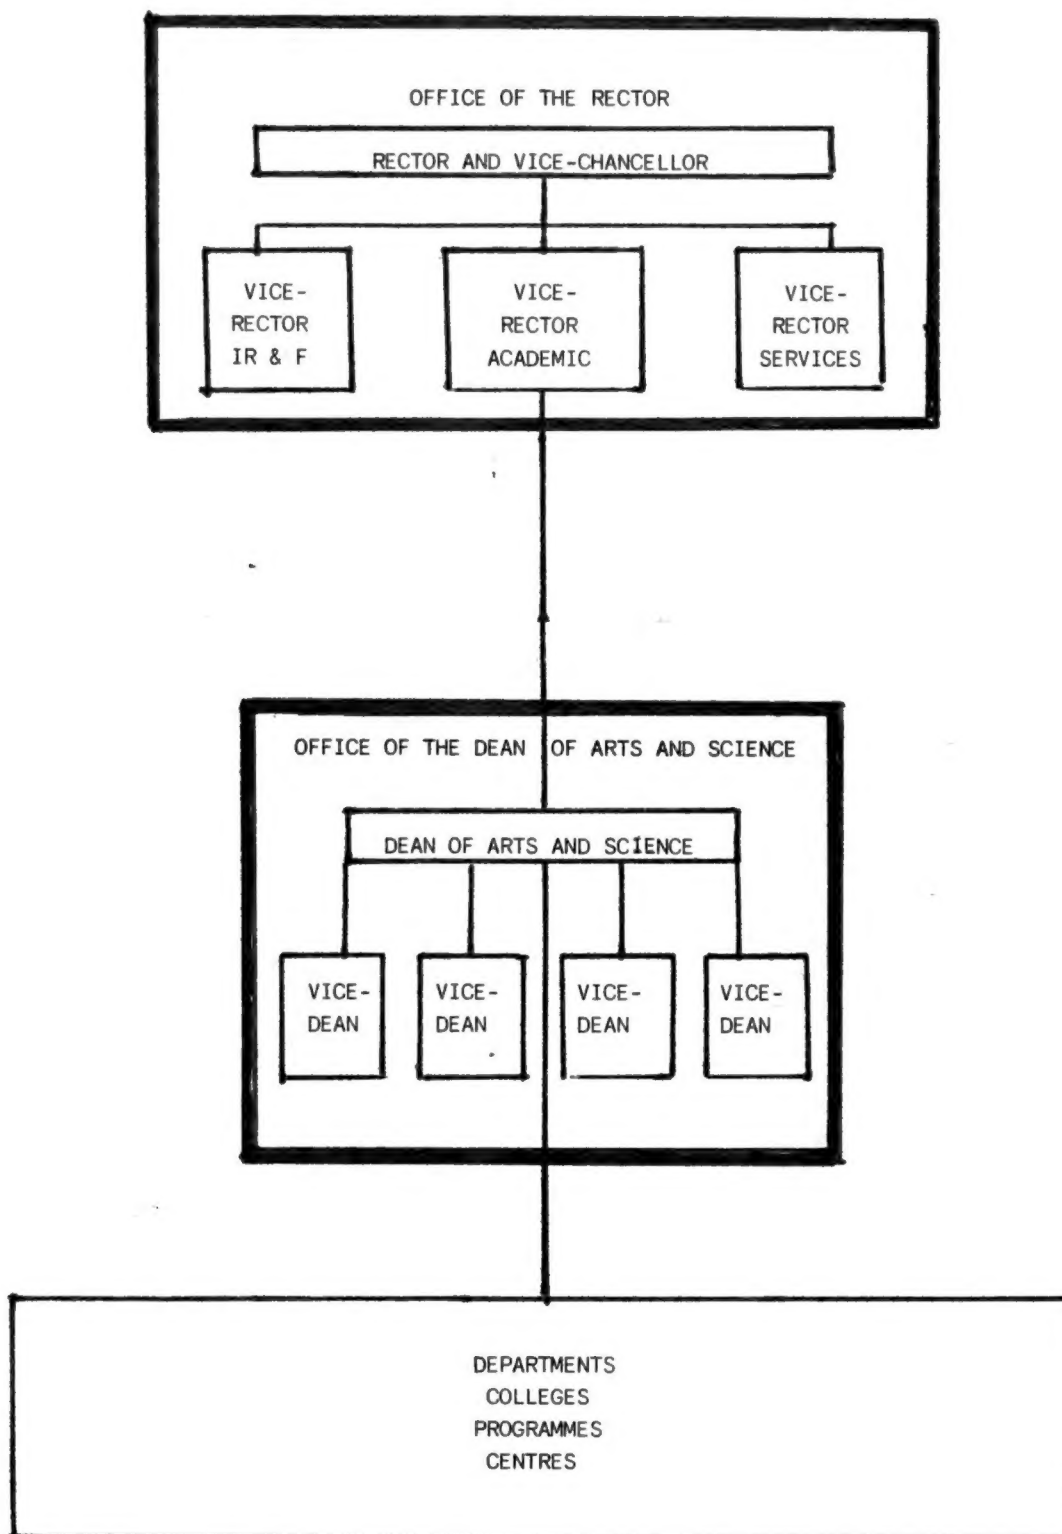 OFFICE OF THE RECTOR
RECTOR AND VICE-CHANCELLOR
VICE-
RECTOR
IR & F
VICE-
RECTOR
ACADEMIC
VICE-
RECTOR
SERVICES
OFFICE OF THE DEAN OF ARTS AND SCIENCE
DEAN OF ARTS AND SCIENCE
VICE-
DEAN
VICE-
DEAN
VICE-
DEAN
VICE-
DEAN
DEPARTMENTS
COLLEGES
PROGRAMMES
CENTRES